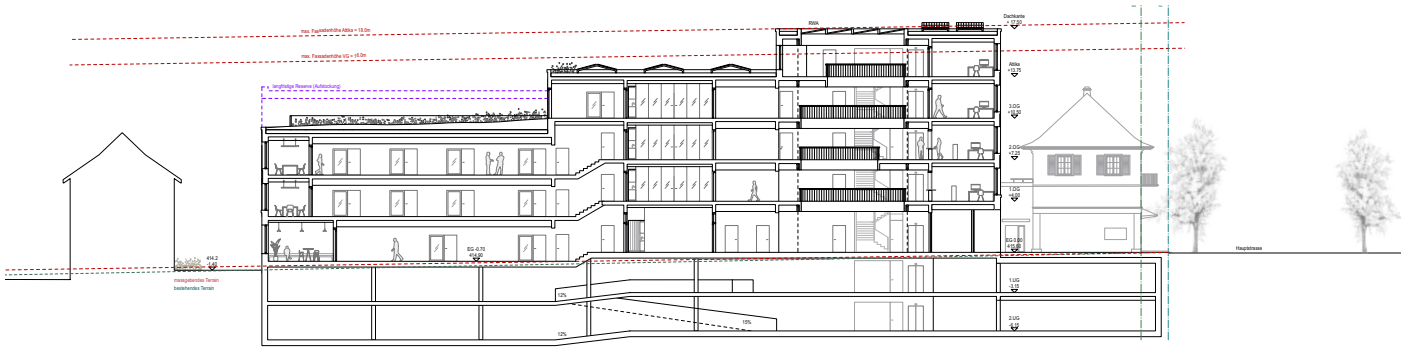 Dachkante
+ 17.50
RWA
max. Fassadenhöhe Attika = 18.0m
max. Fassadenhöhe VG = 15.0m
Attika
+13.75
langfristige Reserve (Aufstockung)
3.OG
+10.50
2.OG
+7.25
1.OG
+4.00
EG 0.00
415.60
Hauptstrasse
EG -0.70
414.90
414.2
-1.40
massgebendes Terrain
bestehendes Terrain
1.UG
-3.15
12%
15%
2.UG
-6.15
12%